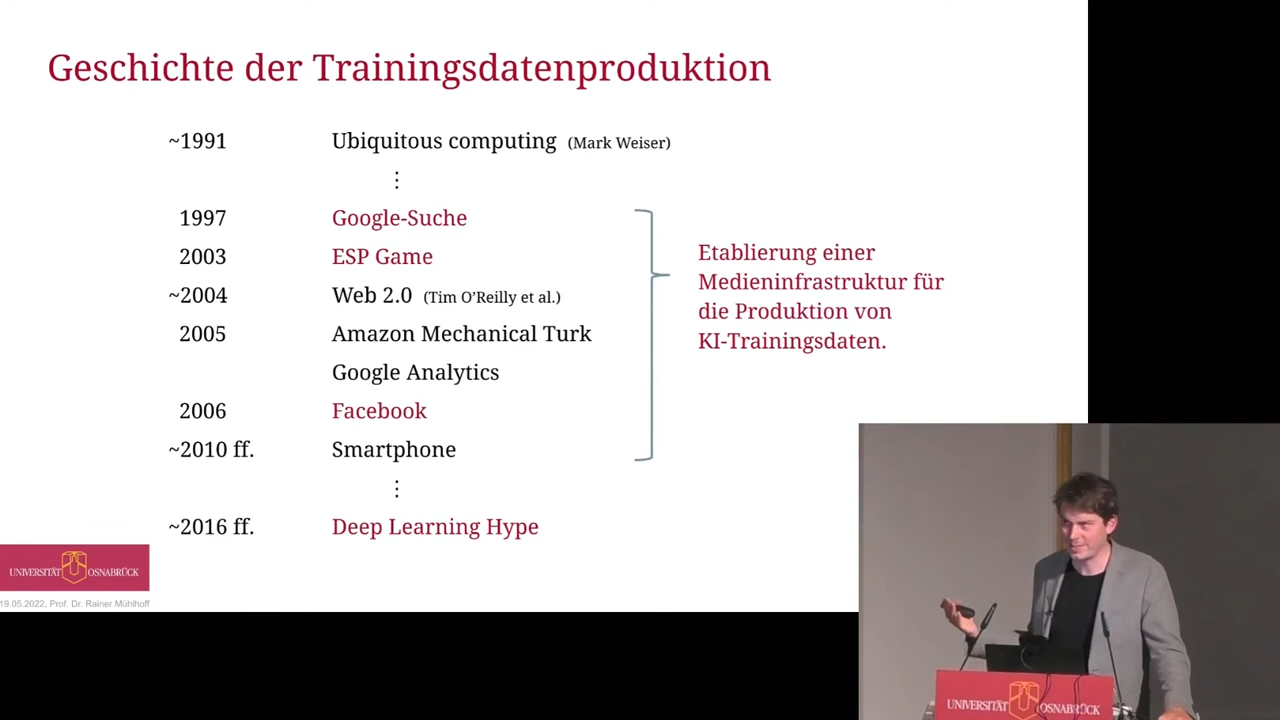 Geschichte der Trainingsdatenproduktion
~1991 Ubiquitous computing (Mark Weiser)
⋮
1997 Google-Suche
2003 ESP Game
~2004 Web 2.0 (Tim O’Reilly et al.)
2005 Amazon Mechanical Turk
Google Analytics
2006 Facebook
~2010 ff. Smartphone
⋮
~2016 ff. Deep Learning Hype
Etablierung einer
Medieninfrastruktur für
die Produktion von
KI-Trainingsdaten.
UNIVERSITÄT OSNABRÜCK
19.05.2022, Prof. Dr. Rainer Mühlhoff
UNIVERSITÄT OSNABRÜCK